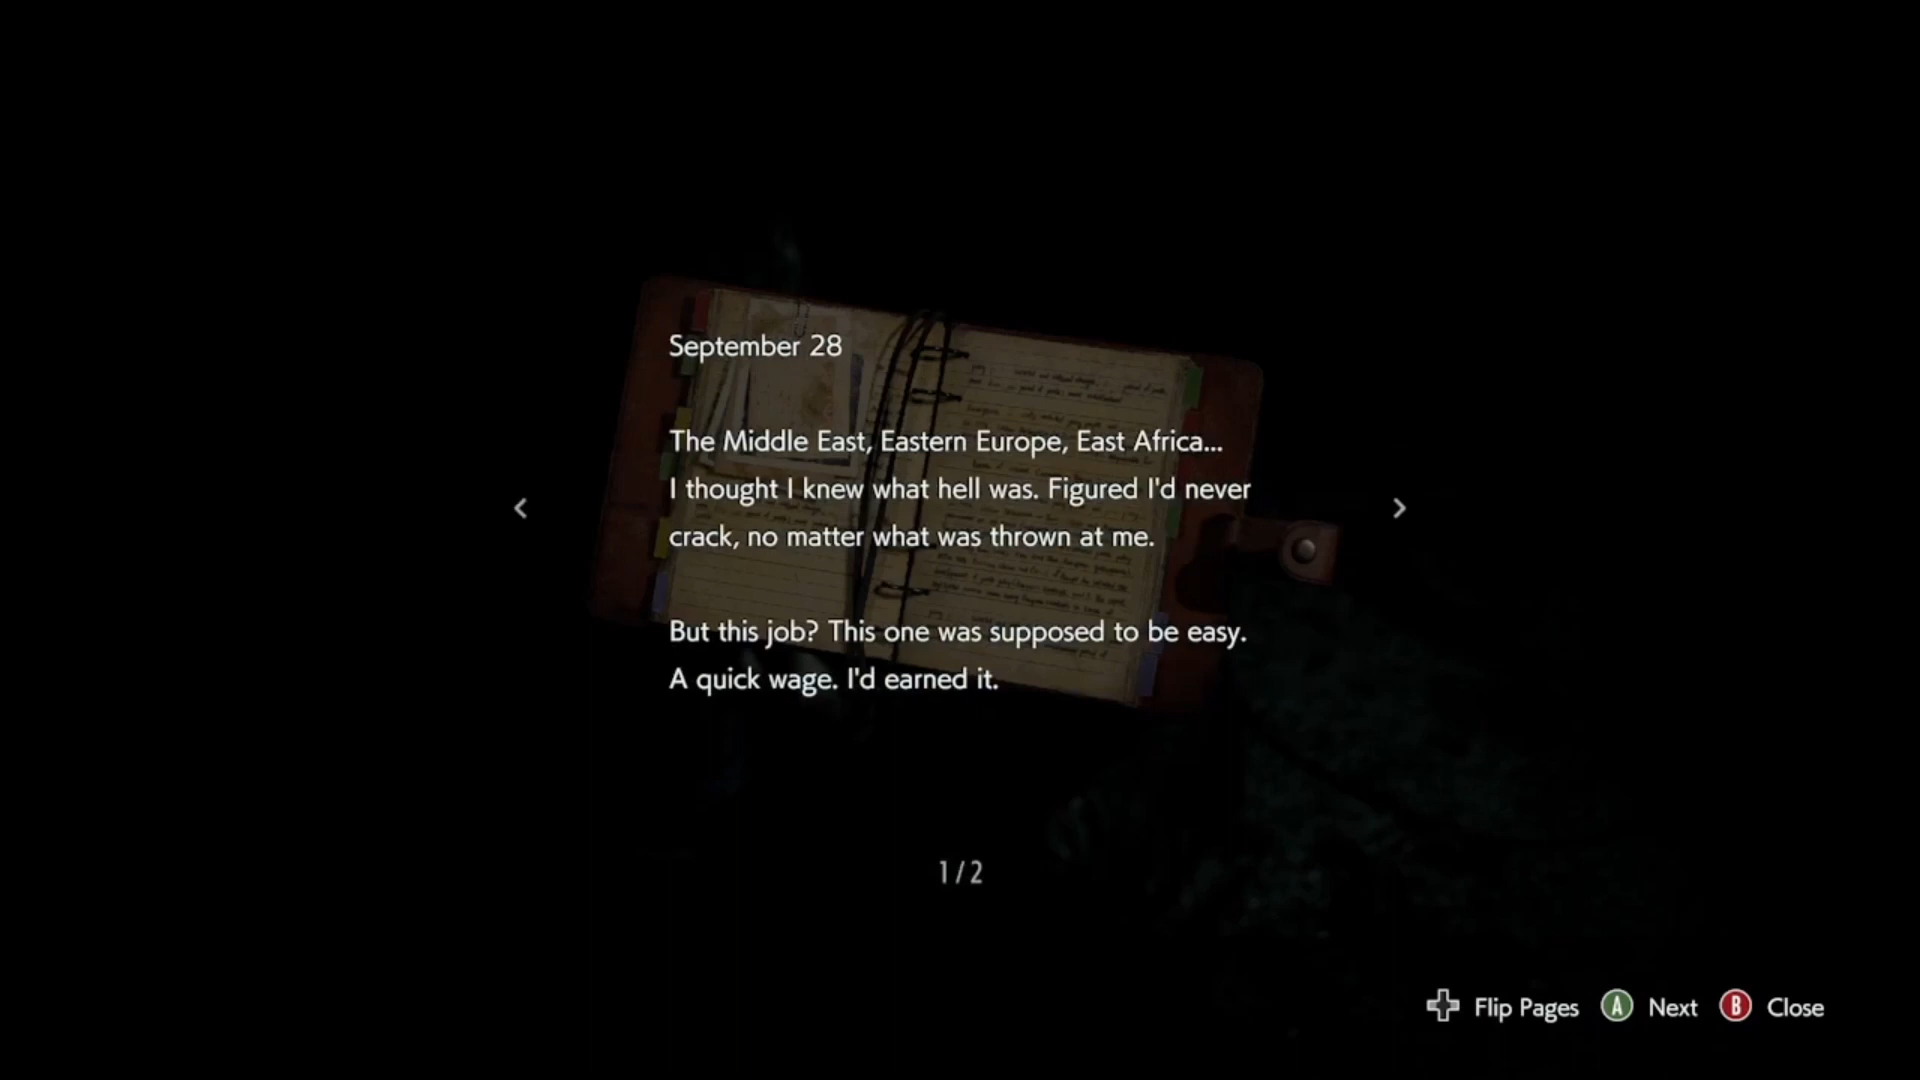 September 28
The Middle East, Eastern Europe, East Africa...
I thought I knew what hell was. Figured I'd never
crack, no matter what was thrown at me.
But this job? This one was supposed to be easy.
A quick wage. I'd earned it.
1/2
Flip Pages A Next B Close